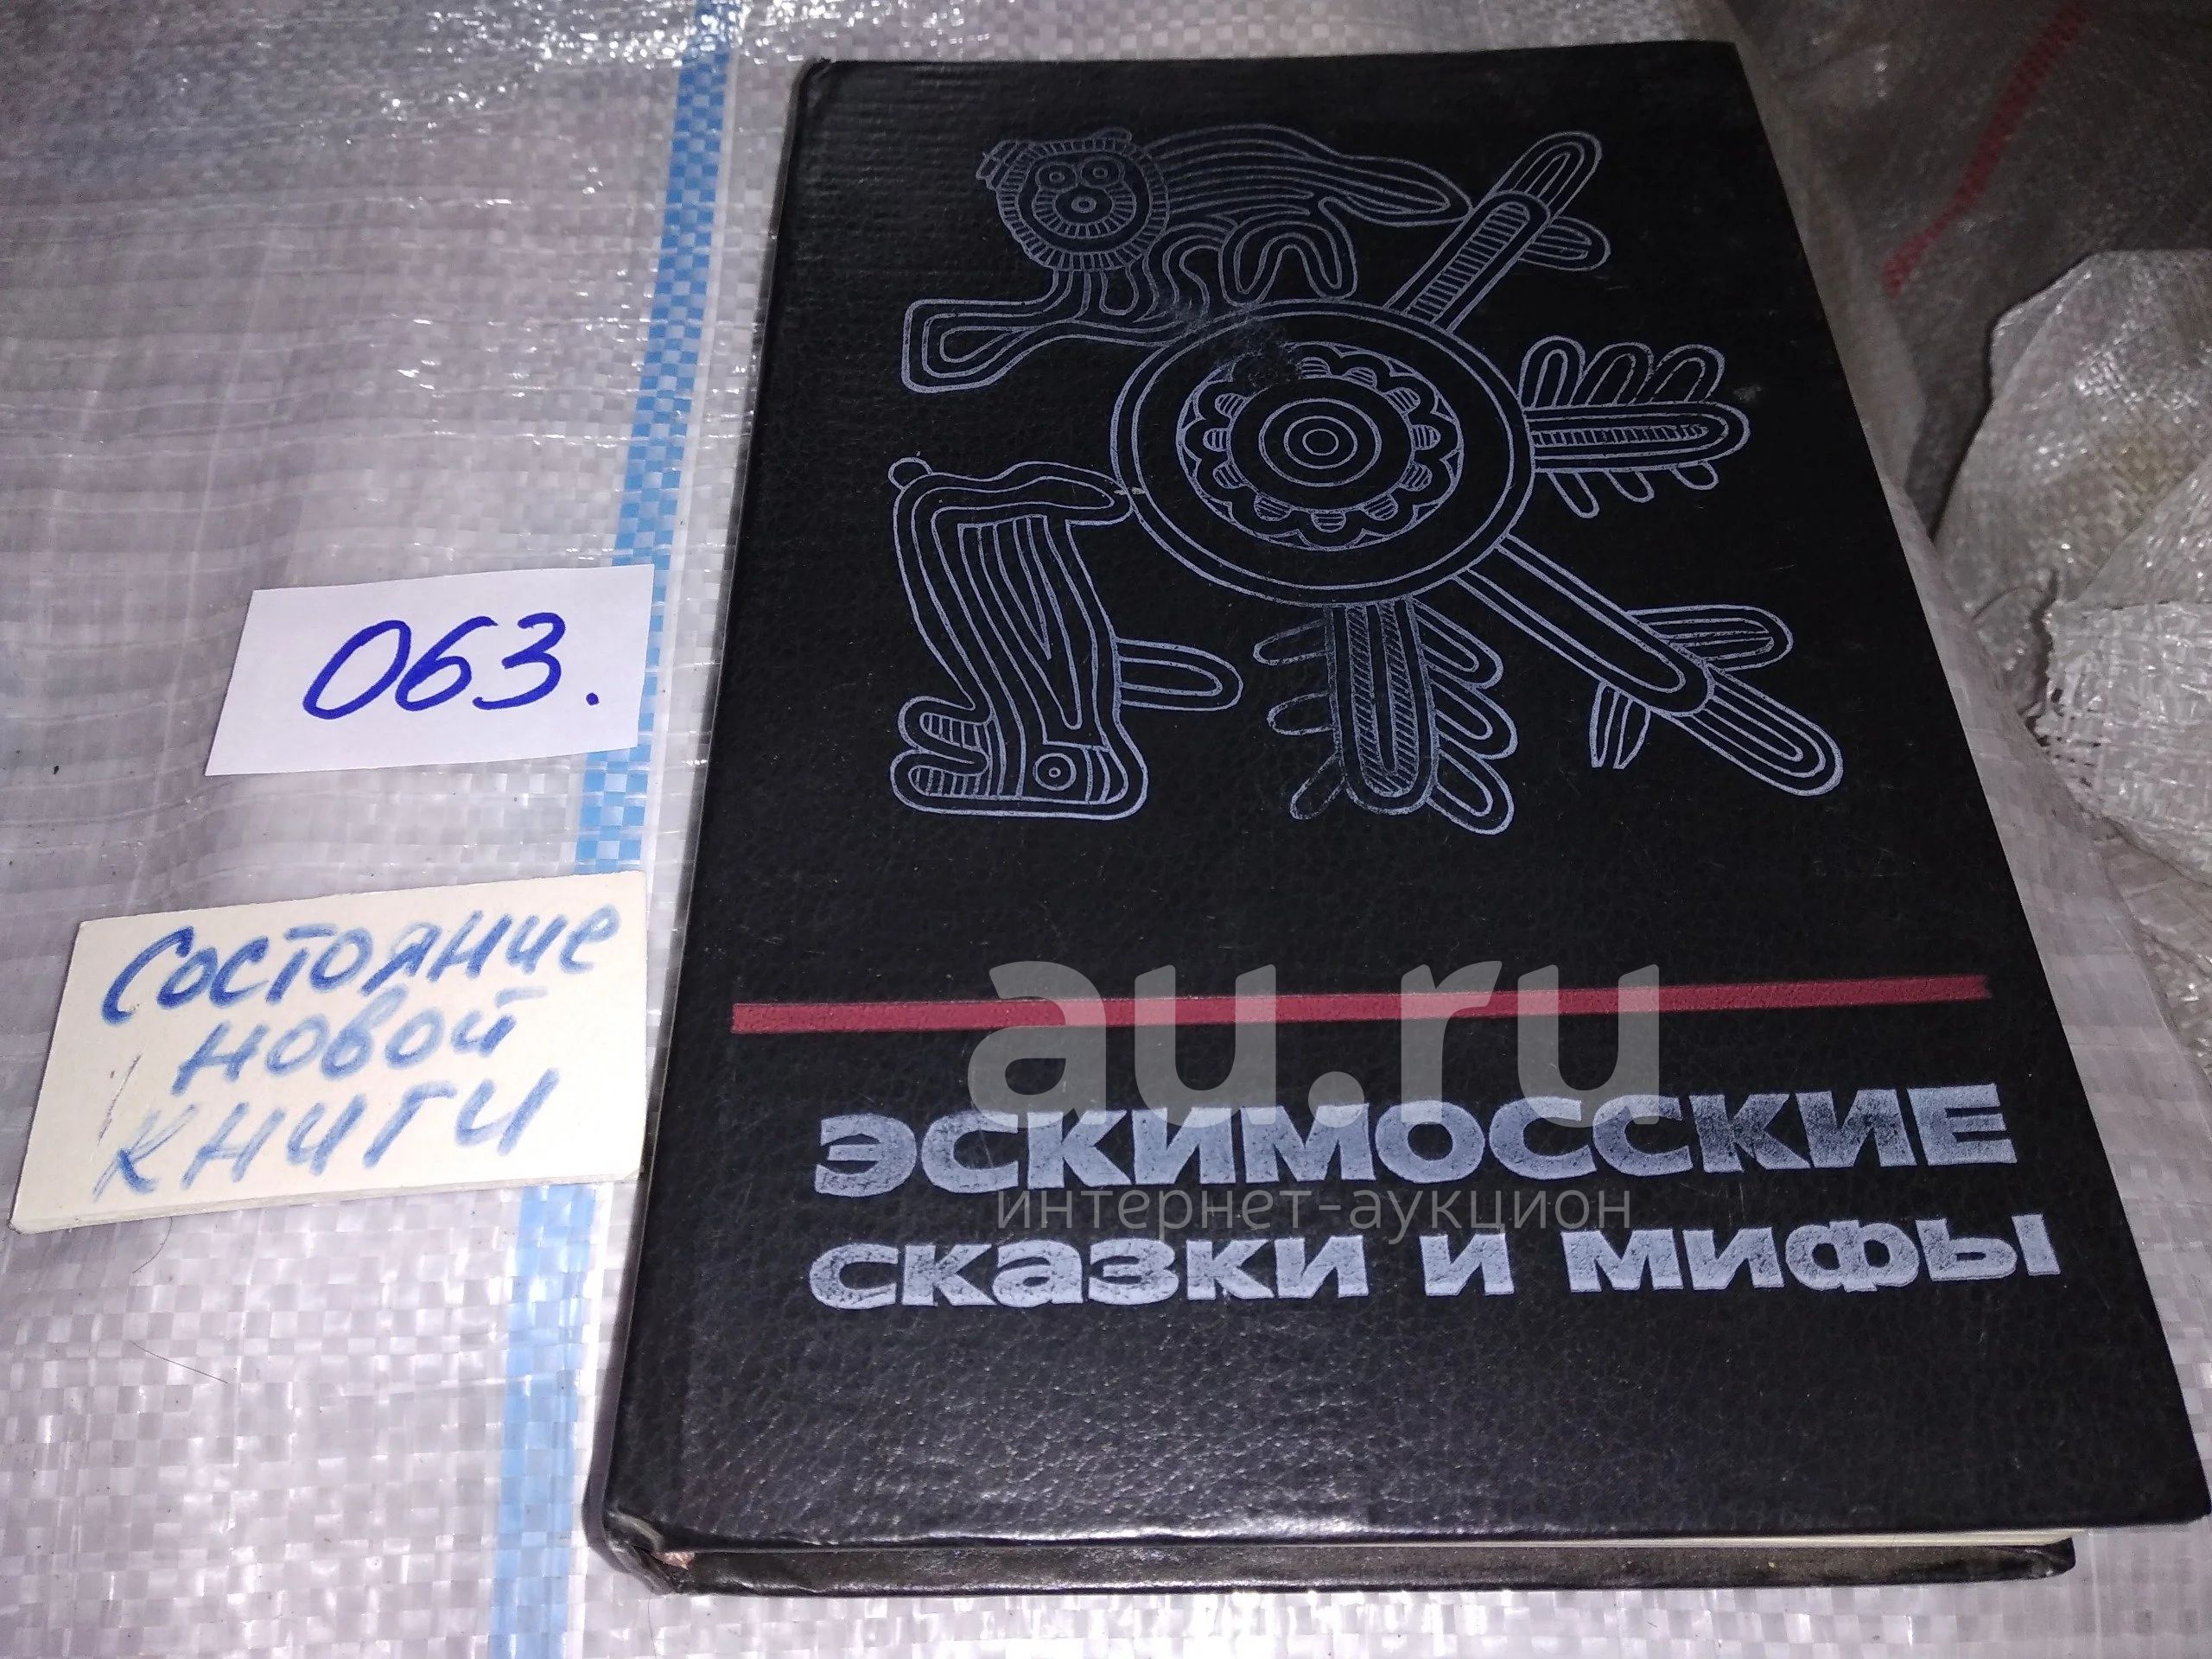 063.
Состояние
новой
книги
au.ru
ЭСКИМОССКИЕ
интернет-аукцион
сказки и мифы